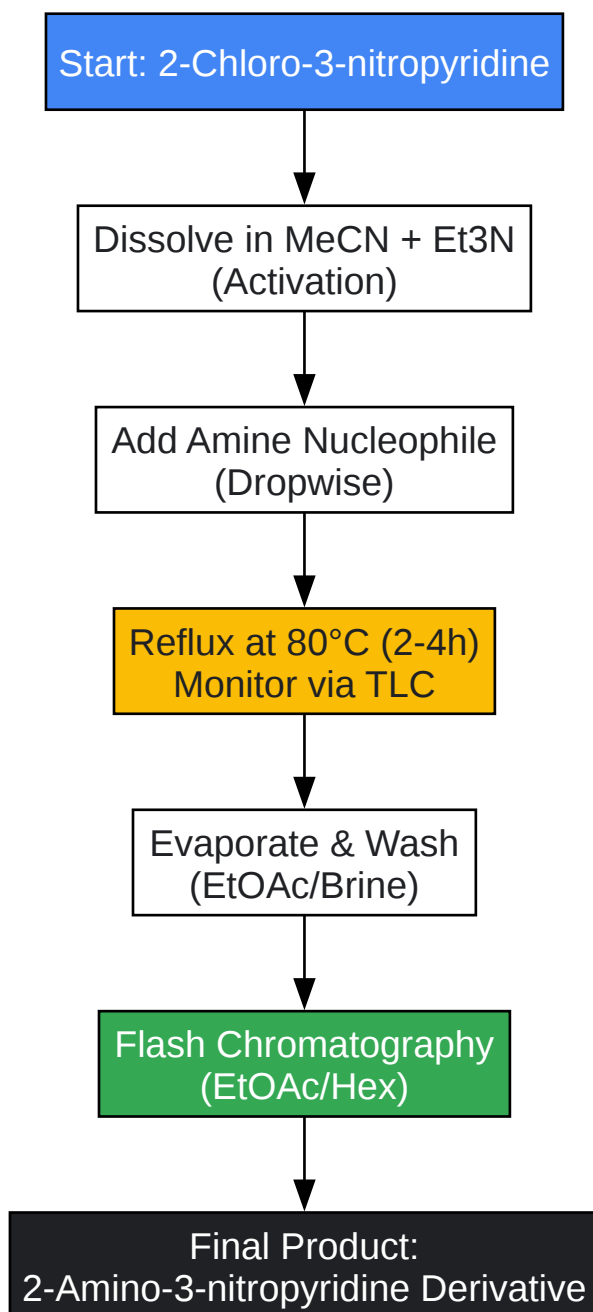 Start: 2-Chloro-3-nitropyridine
Dissolve in MeCN + Et3N
(Activation)
Add Amine Nucleophile
(Dropwise)
Reflux at 80°C (2-4h)
Monitor via TLC
Evaporate & Wash
(EtOAc/Brine)
Flash Chromatography
(EtOAc/Hex)
Final Product:
2-Amino-3-nitropyridine Derivative